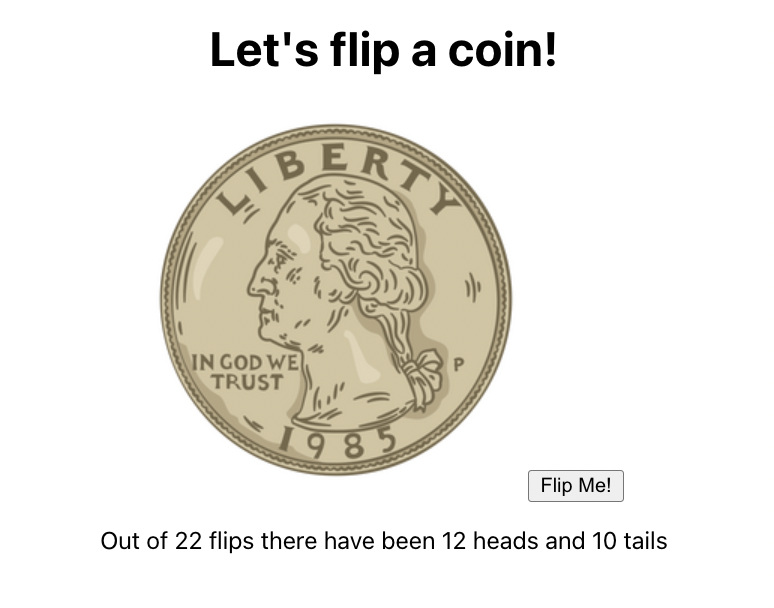 Let's flip a coin!
LIBERTY
IN GOD WE
TRUST
P
1985
Flip Me!
Out of 22 flips there have been 12 heads and 10 tails